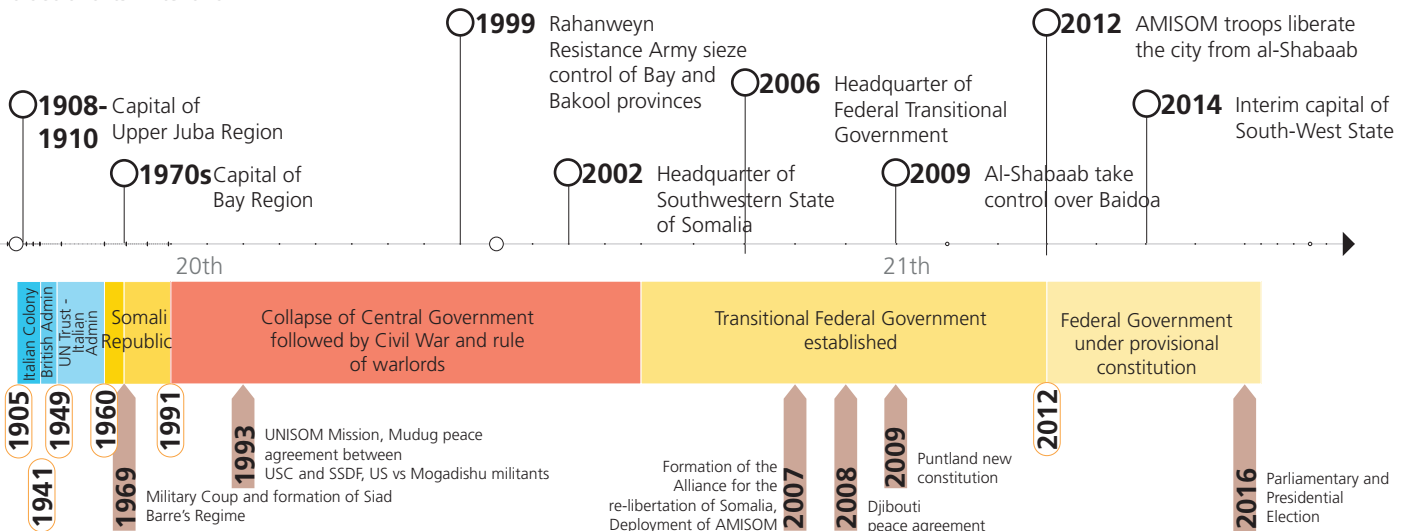 1908-
1910
Capital of
Upper Juba Region
1970s
Capital of
Bay Region
1999
Rahanweyn
Resistance Army sieze
control of Bay and
Bakool provinces
2002
Headquarter of
Southwestern State
of Somalia
2006
Headquarter of
Federal Transitional
Government
2009
Al-Shabaab take
control over Baidoa
2012
AMISOM troops liberate
the city from al-Shabaab
2014
Interim capital of
South-West State
20th
21th
Italian Colony
British Admin
UN Trust -
Italian
Admin
Somali
Republic
Collapse of Central Government
followed by Civil War and rule
of warlords
Transitional Federal Government
established
Federal Government
under provisional
constitution
1905
1941
1949
1960
1969
Military Coup and formation of Siad
Barre's Regime
1991
1993
UNISOM Mission, Mudug peace
agreement between
USC and SSDF, US vs Mogadishu militants
Formation of the
Alliance for the
re-libertation of Somalia,
Deployment of AMISOM
2007
2008
Djibouti
peace agreement
2009
Puntland new
constitution
2012
2016
Parliamentary and
Presidential
Election